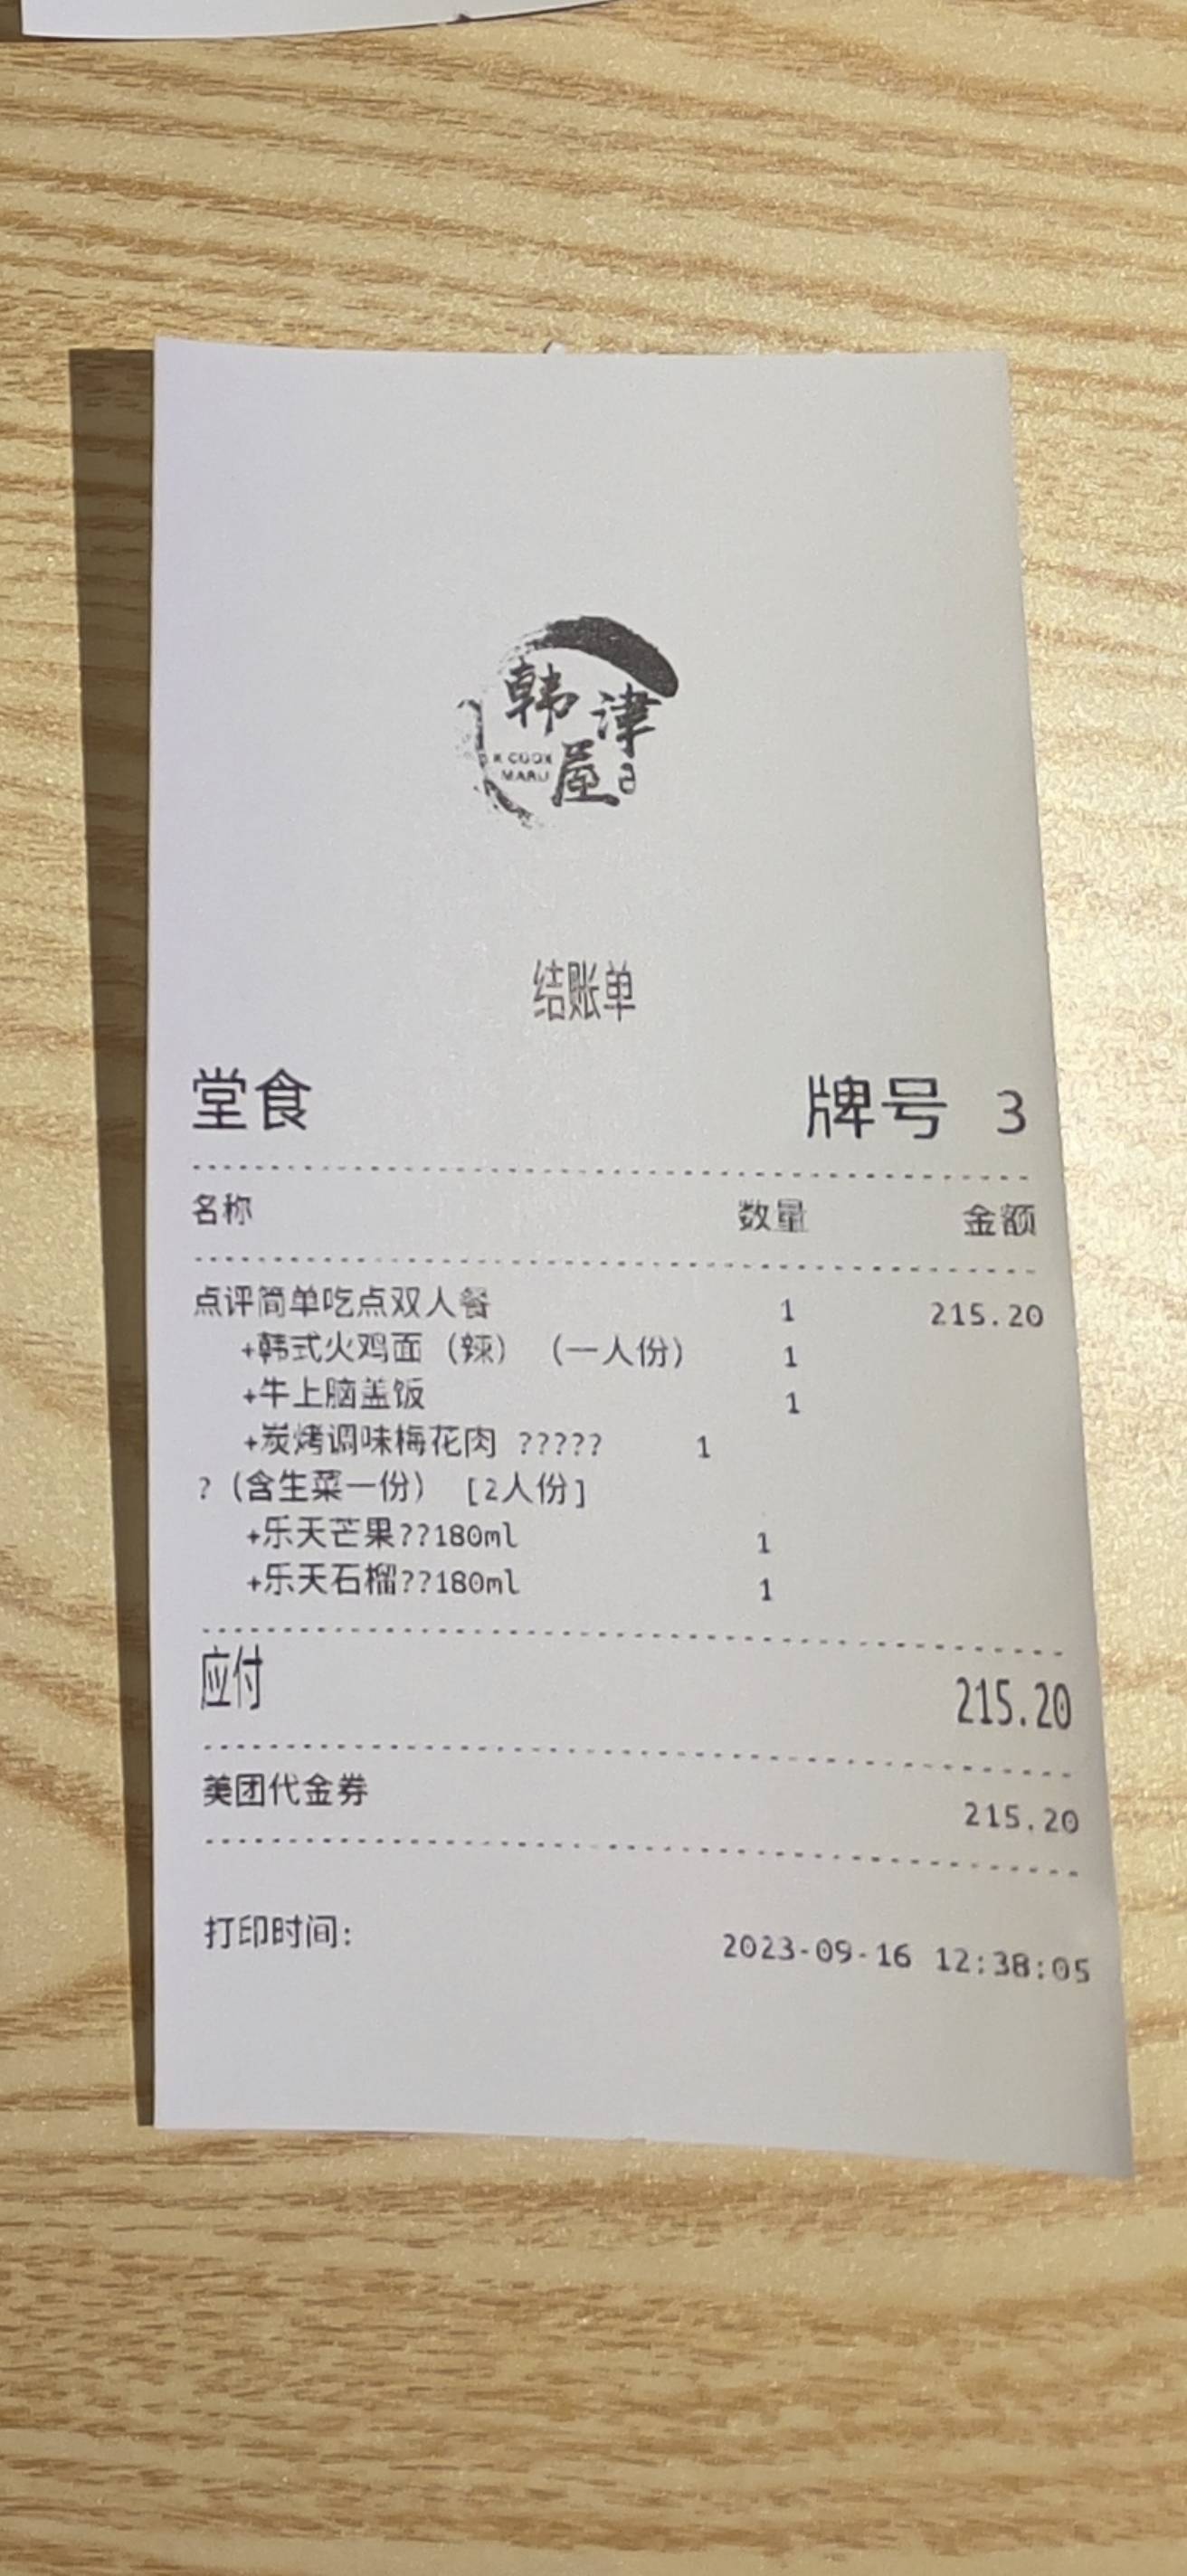 韩津
屋
K COOK
MARU
结账单
堂食 牌号 3
名称 数量 金额
点评简单吃点双人餐 1 215.20
+韩式火鸡面（辣）（一人份） 1
+牛上脑盖饭 1
+炭烤调味梅花肉 ????? 1
?（含生菜一份） [2人份]
+乐天芒果??180ml 1
+乐天石榴??180ml 1
应付 215.20
美团代金券 215.20
打印时间: 2023-09-16 12:38:05